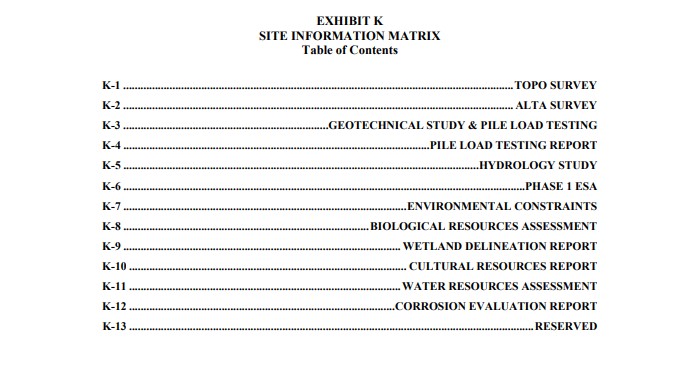 EXHIBIT K
SITE INFORMATION MATRIX
Table of Contents
K-1 ........................................................................................................................ TOPO SURVEY
K-2 ........................................................................................................................ ALTA SURVEY
K-3 ................................................................ GEOTECHNICAL STUDY & PILE LOAD TESTING
K-4 ............................................................................................... PILE LOAD TESTING REPORT
K-5 .............................................................................................................. HYDROLOGY STUDY
K-6 ............................................................................................................................ PHASE 1 ESA
K-7 ........................................................................................ ENVIRONMENTAL CONSTRAINTS
K-8 ............................................................................ BIOLOGICAL RESOURCES ASSESSMENT
K-9 ...................................................................................... WETLAND DELINEATION REPORT
K-10 ...................................................................................... CULTURAL RESOURCES REPORT
K-11 .................................................................................... WATER RESOURCES ASSESSMENT
K-12 .................................................................................. CORROSION EVALUATION REPORT
K-13 ............................................................................................................................. RESERVED